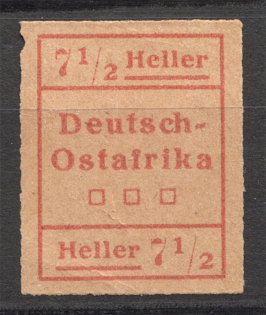 7 1/2 Heller
Deutsch-
Ostafrika
Heller 7 1/2